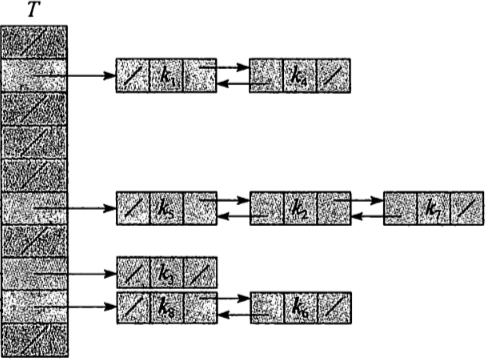 T
k₁ k₄
k₅ k₂ k₇
k₃
k₈ k₆